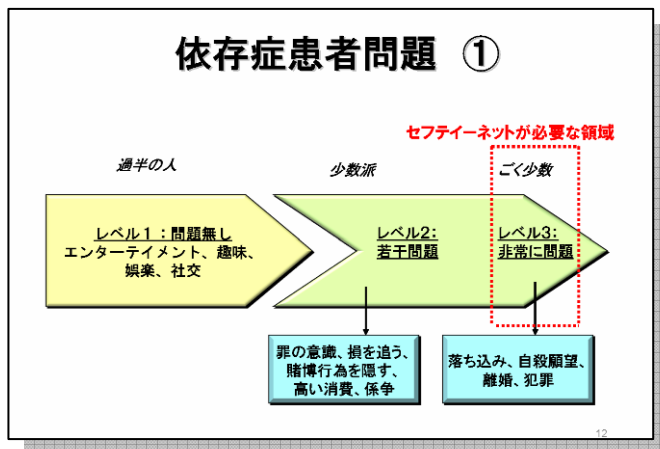 依存症患者問題 ①
セフテイーネットが必要な領域
過半の人
少数派
ごく少数
レベル1:問題無し
エンターテイメント、趣味、
娯楽、社交
レベル2:
若干問題
レベル3:
非常に問題
罪の意識、損を追う、
賭博行為を隠す、
高い消費、係争
落ち込み、自殺願望、
離婚、犯罪
12